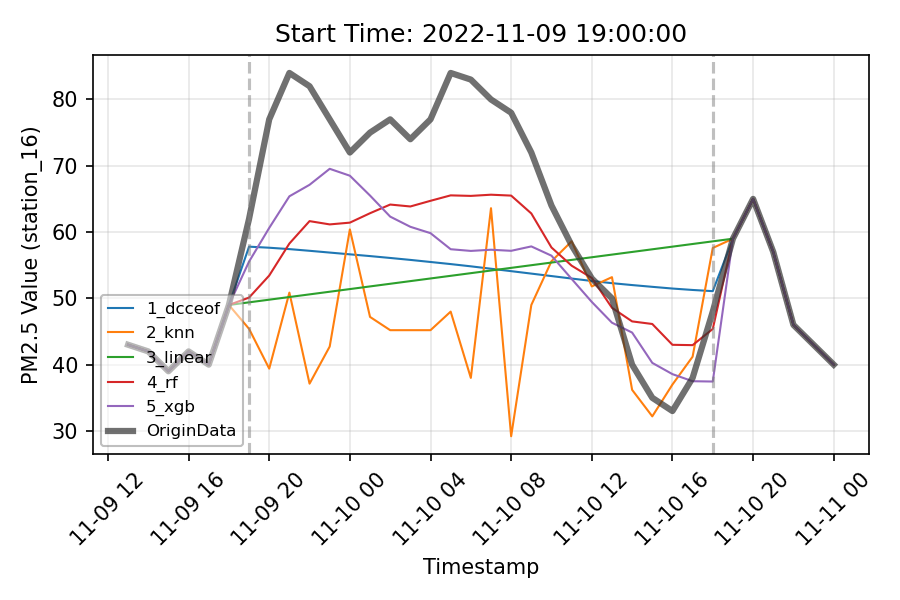 Start Time: 2022-11-09 19:00:00
PM2.5 Value (station_16)
80
70
60
50
40
30
1_dcceof
2_knn
3_linear
4_rf
5_xgb
OriginData
11-09 12
11-09 16
11-09 20
11-10 00
11-10 04
11-10 08
11-10 12
11-10 16
11-10 20
11-11 00
Timestamp